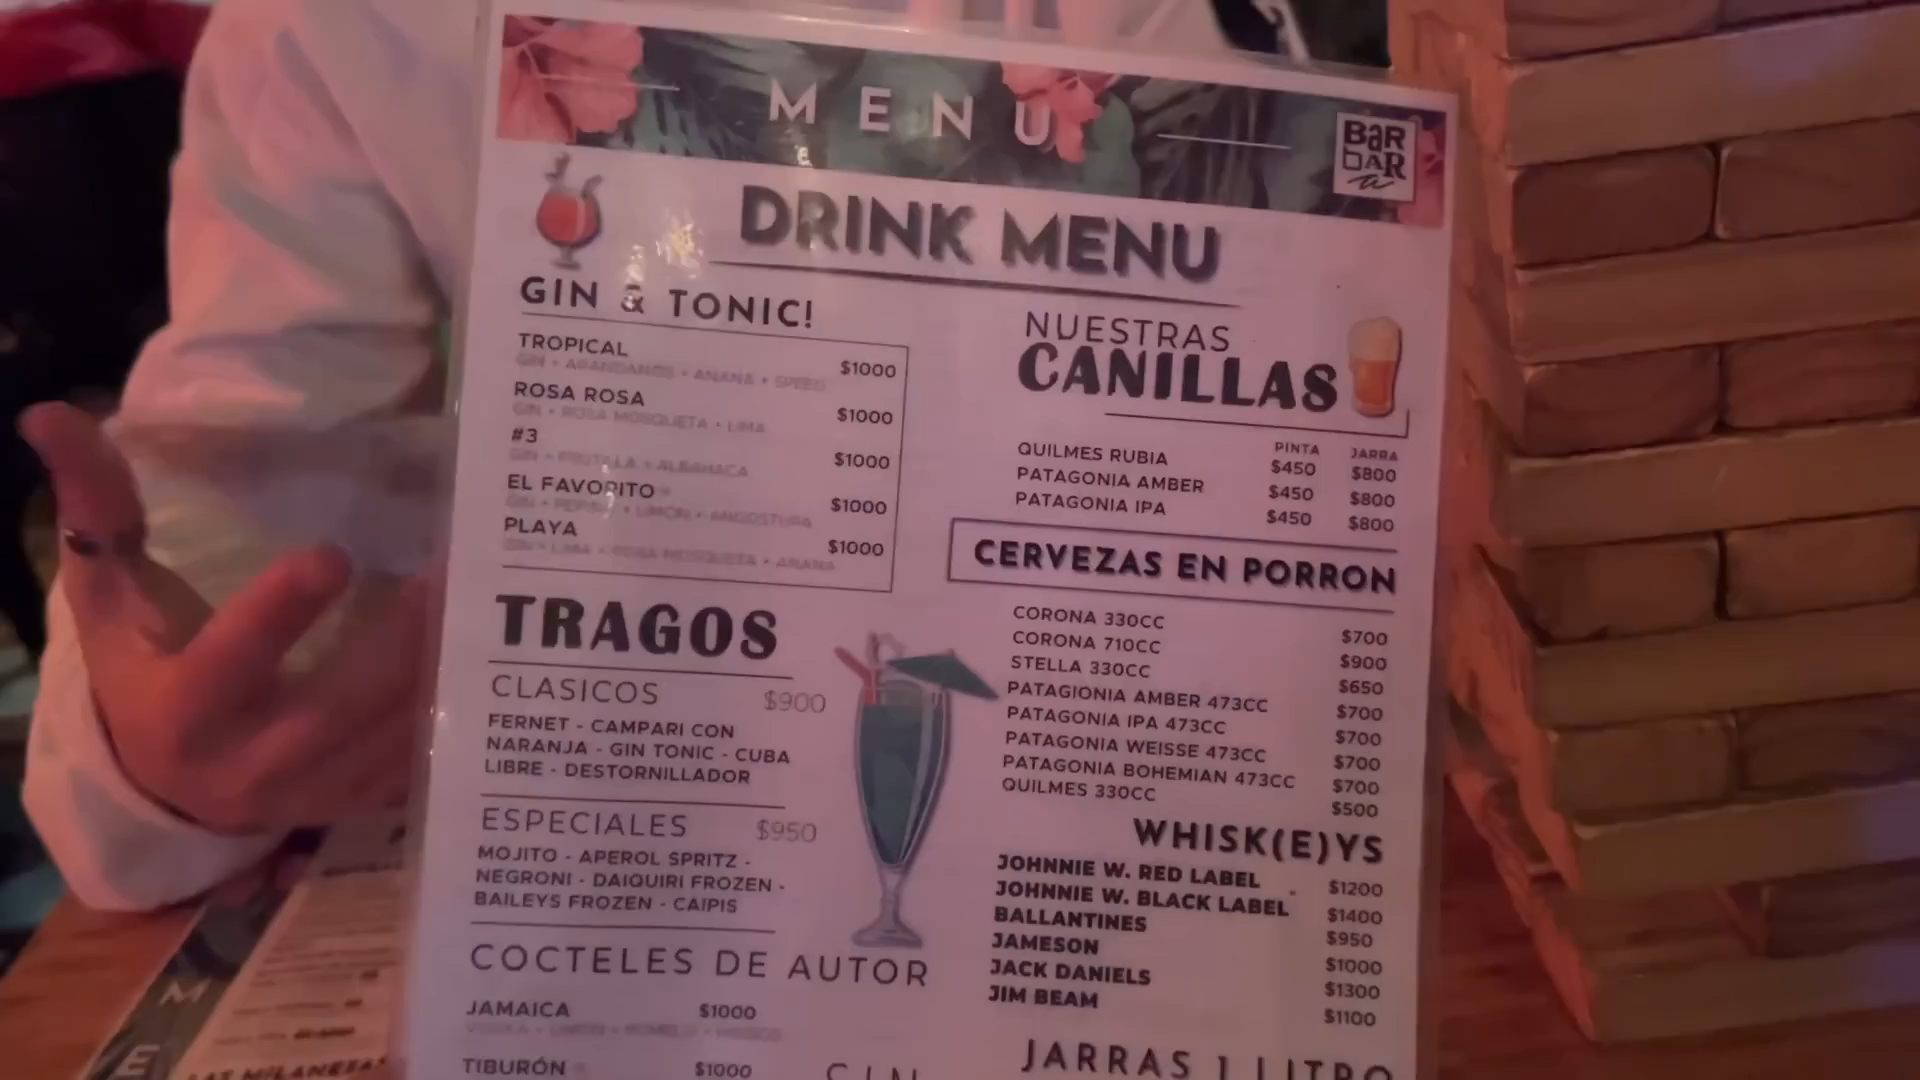 MENU
BAR
BAR
DRINK MENU
GIN & TONIC!
TROPICAL $1000
GIN + ARANDANOS + ANANA + SPEED
ROSA ROSA $1000
GIN + ROSA MOSQUETA + LIMA
#3 $1000
GIN + FRUTILLA + ALBAHACA
EL FAVORITO $1000
GIN + PEPINO + LIMON + ANGOSTURA
PLAYA $1000
GIN + LIMA + ROSA MOSQUETA + ANANA
TRAGOS
CLASICOS $900
FERNET - CAMPARI CON
NARANJA - GIN TONIC - CUBA
LIBRE - DESTORNILLADOR
ESPECIALES $950
MOJITO - APEROL SPRITZ -
NEGRONI - DAIQUIRI FROZEN -
BAILEYS FROZEN - CAIPIS
COCTELES DE AUTOR
JAMAICA $1000
TIBURÓN $1000
NUESTRAS
CANILLAS
PINTA JARRA
QUILMES RUBIA $450 $800
PATAGONIA AMBER $450 $800
PATAGONIA IPA $450 $800
CERVEZAS EN PORRON
CORONA 330CC $700
CORONA 710CC $900
STELLA 330CC $650
PATAGIONIA AMBER 473CC $700
PATAGONIA IPA 473CC $700
PATAGONIA WEISSE 473CC $700
PATAGONIA BOHEMIAN 473CC $700
QUILMES 330CC $500
WHISK(E)YS
JOHNNIE W. RED LABEL $1200
JOHNNIE W. BLACK LABEL $1400
BALLANTINES $950
JAMESON $1000
JACK DANIELS $1300
JIM BEAM $1100
JARRAS 1 LITRO
GIN
M
E
LAS MILANESAS